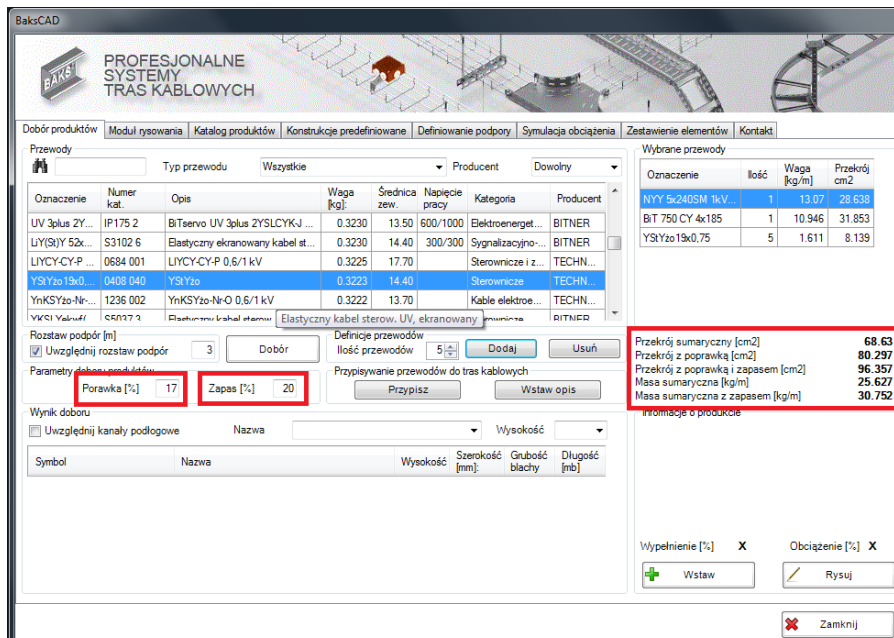 BaksCAD
BAKS
PROFESJONALNE
SYSTEMY
TRAS KABLOWYCH
Dobór produktów Moduł rysowania Katalog produktów Konstrukcje predefiniowane Definiowanie podpory Symulacja obciążenia Zestawienie elementów Kontakt
Przewody
Typ przewodu Wszystkie Producent Dowolny
Oznaczenie Numer kat. Opis Waga [kg]: Średnica zew. Napięcie pracy Kategoria Producent
UV 3plus 2Y... IP175 2 BiTservo UV 3plus 2YSLCYK-J ... 0.3230 13.50 600/1000 Elektroenerget... BITNER
LiY(St)Y 52x... S3102 6 Elastyczny ekranowany kabel st... 0.3230 14.40 300/300 Sygnalizacyjno-... BITNER
LIYCY-CY-P ... 0684 001 LIYCY-CY-P 0,6/1 kV 0.3225 17.70 Sterownicze i z... TECHN...
YStYżo19x0,... 0408 040 YStYżo 0.3223 14.40 Sterownicze TECHN...
YnKSYżo-Nr-... 1236 002 YnKSYżo-Nr-O 0,6/1 kV 0.3222 13.70 Kable elektroe... TECHN...
YKSLYekwf/ S5037 3 Elastyczny kabel sterow BITNER
Elastyczny kabel sterow. UV, ekranowany
Rozstaw podpór [m]
Uwzględnij rozstaw podpór 3 Dobór
Definicje przewodów
Ilość przewodów 5 Dodaj Usuń
Parametry doboru produktów
Porawka [%] 17 Zapas [%] 20
Przypisywanie przewodów do tras kablowych
Przypisz Wstaw opis
Wynik doboru
Uwzględnij kanały podłogowe Nazwa Wysokość
Symbol Nazwa Wysokość Szerokość [mm]: Grubość blachy Długość [mb]
Wybrane przewody
Oznaczenie Ilość Waga [kg/m] Przekrój cm2
NYY 5x240SM 1kV... 1 13.07 28.638
BiT 750 CY 4x185 1 10.946 31.853
YStYżo19x0,75 5 1.611 8.139
Przekrój sumaryczny [cm2] 68.63
Przekrój z poprawką [cm2] 80.297
Przekrój z poprawką i zapasem [cm2] 96.357
Masa sumaryczna [kg/m] 25.627
Masa sumaryczna z zapasem [kg/m] 30.752
Informacje o produkcie
Wypełnienie [%] X Obciążenie [%] X
Wstaw Rysuj
Zamknij